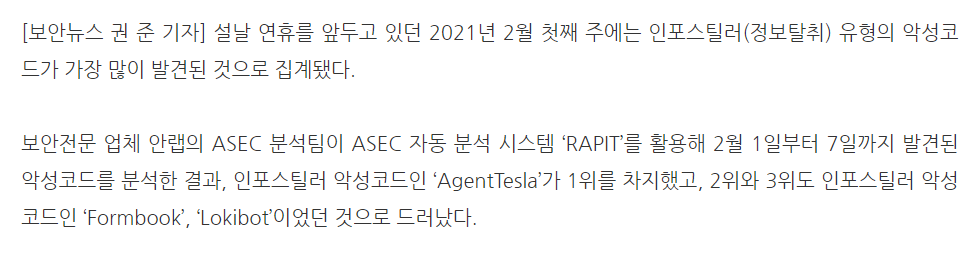 [보안뉴스 권 준 기자] 설날 연휴를 앞두고 있던 2021년 2월 첫째 주에는 인포스틸러(정보탈취) 유형의 악성코
드가 가장 많이 발견된 것으로 집계됐다.
보안전문 업체 안랩의 ASEC 분석팀이 ASEC 자동 분석 시스템 ‘RAPIT’를 활용해 2월 1일부터 7일까지 발견된
악성코드를 분석한 결과, 인포스틸러 악성코드인 ‘AgentTesla’가 1위를 차지했고, 2위와 3위도 인포스틸러 악성
코드인 ‘Formbook’, ‘Lokibot’이었던 것으로 드러났다.